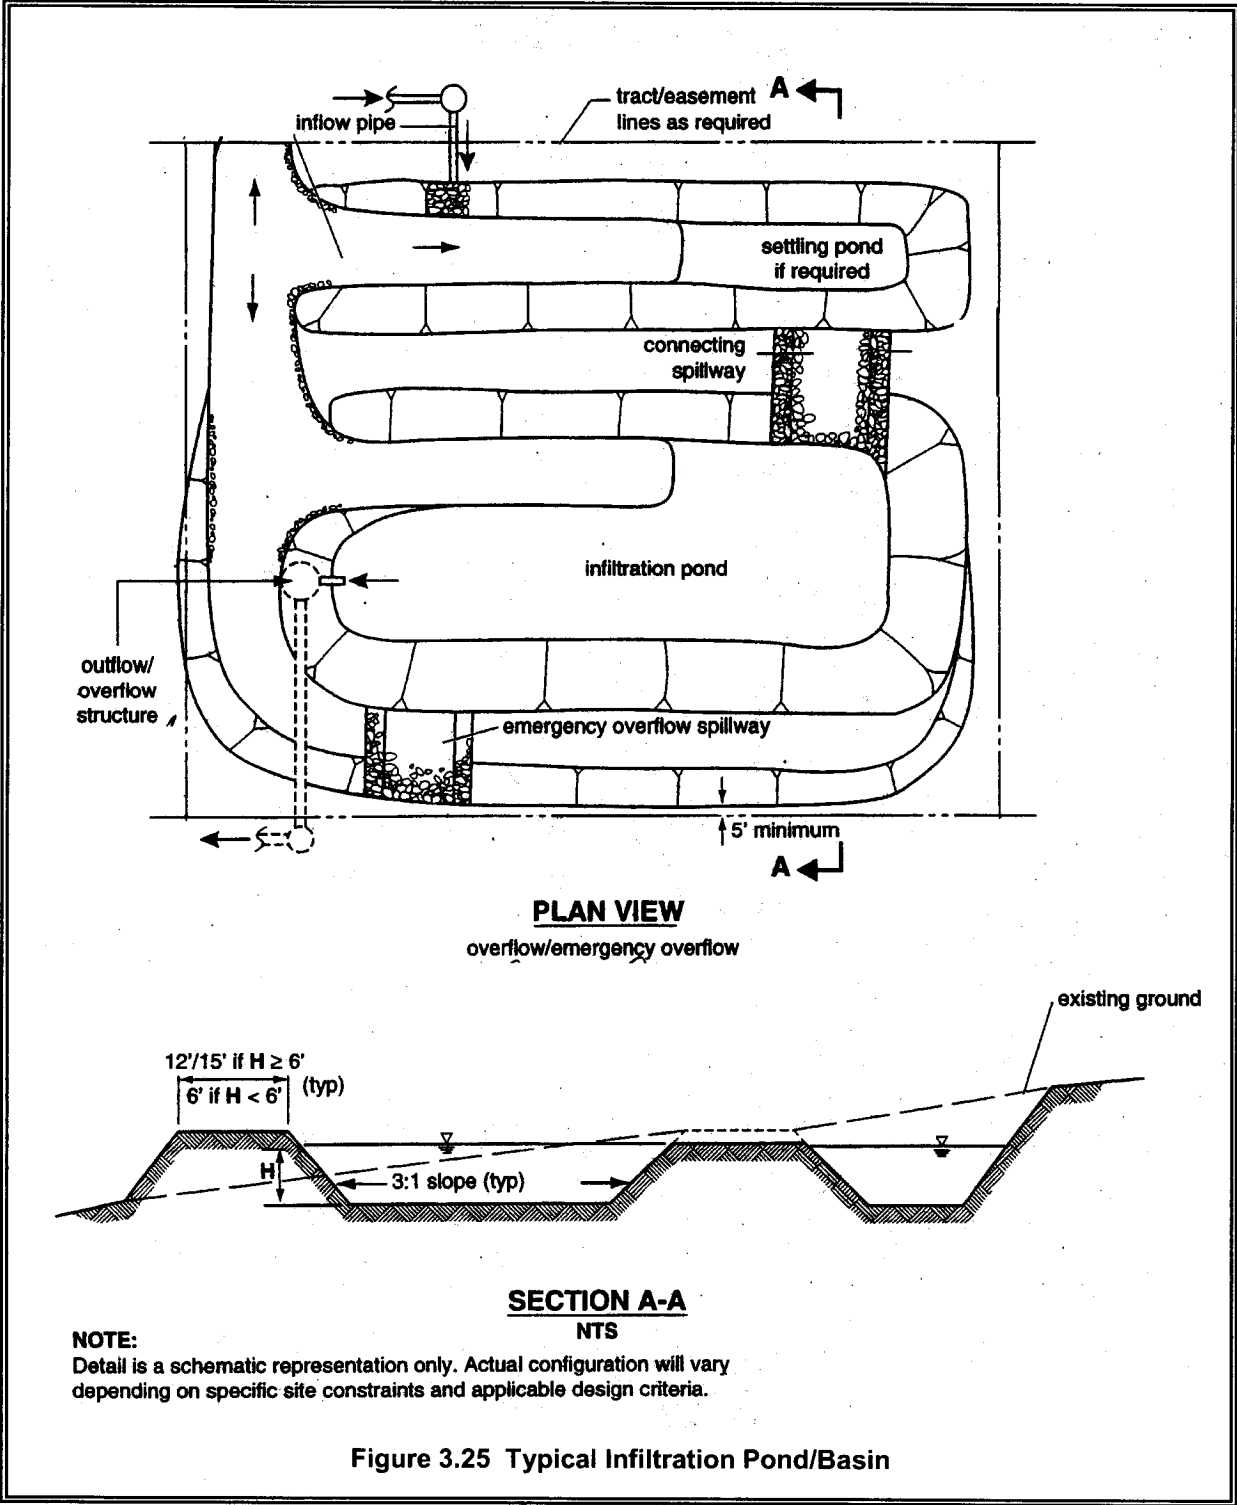 A
tract/easement
lines as required
inflow pipe
settling pond
if required
connecting
spillway
infiltration pond
outflow/
overflow
structure
emergency overflow spillway
5' minimum
A
PLAN VIEW
overflow/emergency overflow
existing ground
12'/15' if H ≥ 6'
6' if H < 6'
(typ)
H
3:1 slope (typ)
SECTION A-A
NTS
NOTE:
Detail is a schematic representation only. Actual configuration will vary
depending on specific site constraints and applicable design criteria.
Figure 3.25 Typical Infiltration Pond/Basin